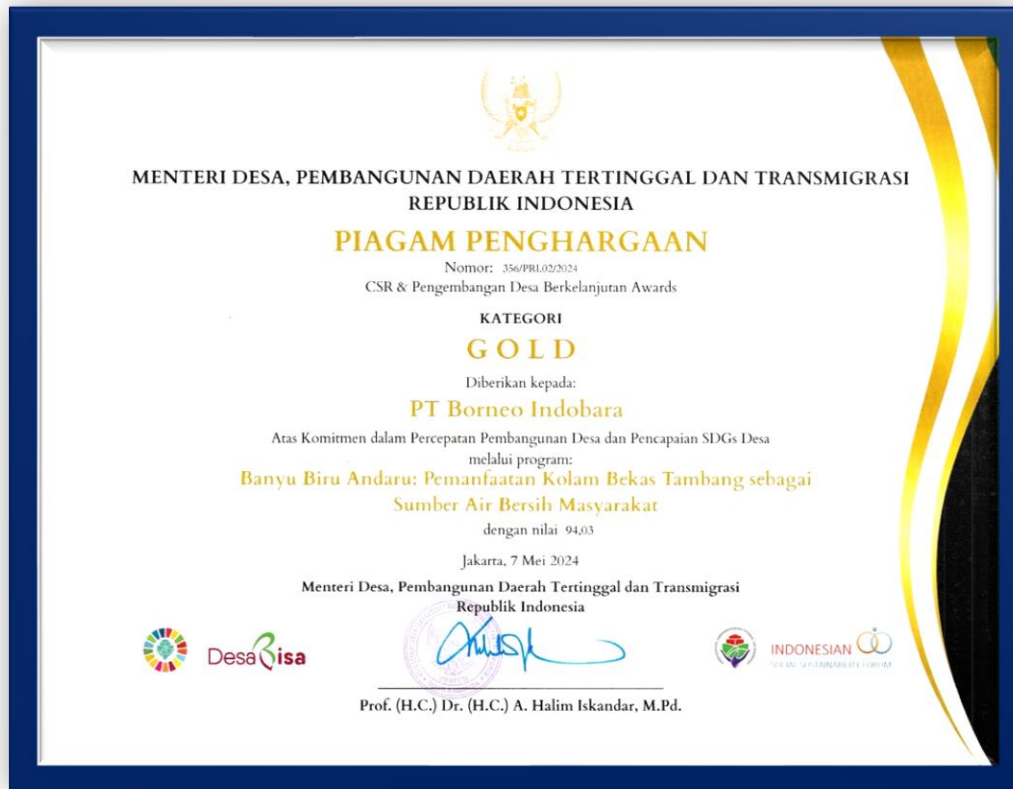 MENTERI DESA, PEMBANGUNAN DAERAH TERTINGGAL DAN TRANSMIGRASI
REPUBLIK INDONESIA
PIAGAM PENGHARGAAN
Nomor: 356/PRI.02/2024
CSR & Pengembangan Desa Berkelanjutan Awards
KATEGORI
GOLD
Diberikan kepada:
PT Borneo Indobara
Atas Komitmen dalam Percepatan Pembangunan Desa dan Pencapaian SDGs Desa
melalui program:
Banyu Biru Andaru: Pemanfaatan Kolam Bekas Tambang sebagai
Sumber Air Bersih Masyarakat
dengan nilai 94,03
Jakarta, 7 Mei 2024
Menteri Desa, Pembangunan Daerah Tertinggal dan Transmigrasi
Republik Indonesia
DesaBisa
INDONESIAN
SOCIAL SUSTAINABILITY FORUM
Prof. (H.C.) Dr. (H.C.) A. Halim Iskandar, M.Pd.